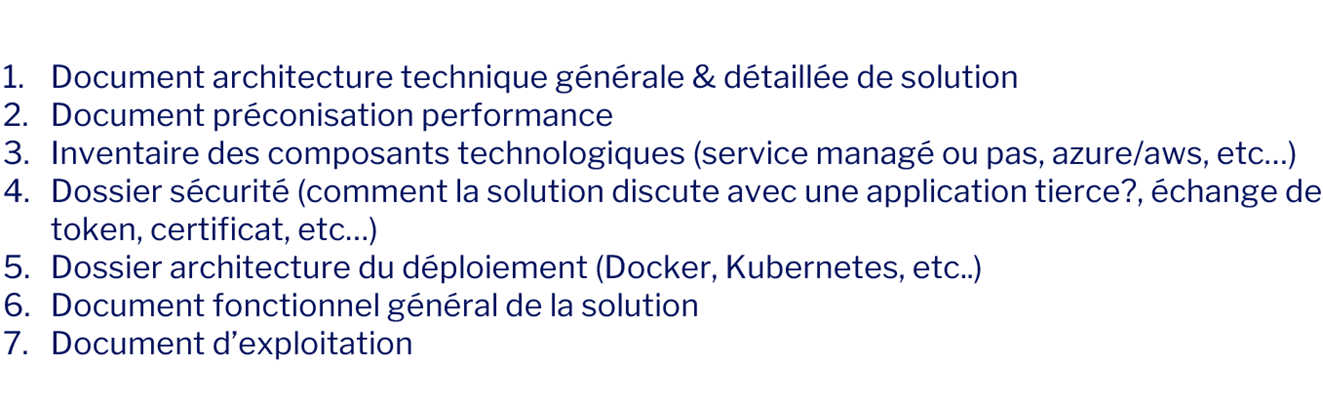 1. Document architecture technique générale & détaillée de solution
2. Document préconisation performance
3. Inventaire des composants technologiques (service managé ou pas, azure/aws, etc...)
4. Dossier sécurité (comment la solution discute avec une application tierce?, échange de
token, certificat, etc...)
5. Dossier architecture du déploiement (Docker, Kubernetes, etc..)
6. Document fonctionnel général de la solution
7. Document d’exploitation